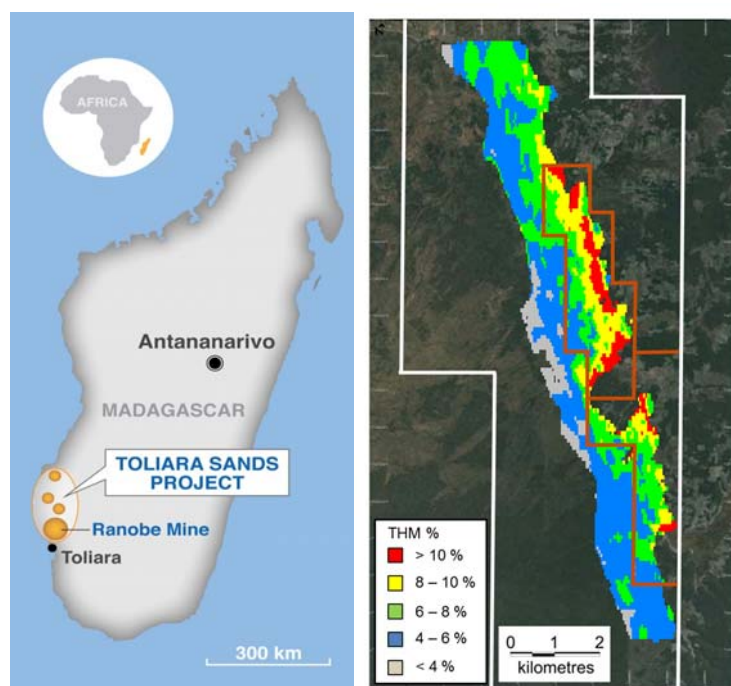 AFRICA
Antananarivo
MADAGASCAR
TOLIARA SANDS
PROJECT
Ranobe Mine
Toliara
300 km
THM %
> 10 %
8 – 10 %
6 – 8 %
4 – 6 %
< 4 %
0 1 2
kilometres